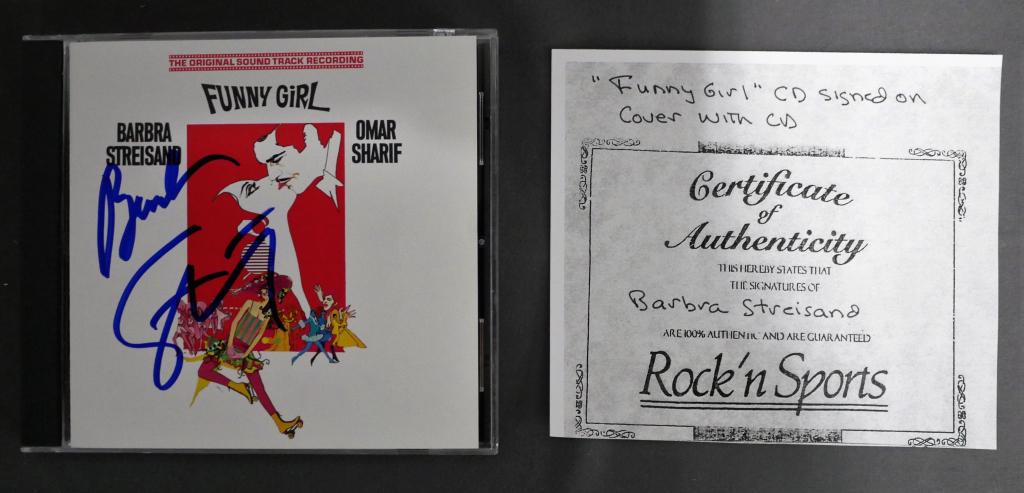 THE ORIGINAL SOUND TRACK RECORDING
FUNNY GiRL
BARBRA
STREISAND
OMAR
SHARIF
"Funny Girl" CD signed on
Cover with CD
Certificate
of
Authenticity
THIS HEREBY STATES THAT
THE SIGNATURES OF
Barbra Streisand
ARE 100% AUTHENTIC AND ARE GUARANTEED
Rock'n Sports